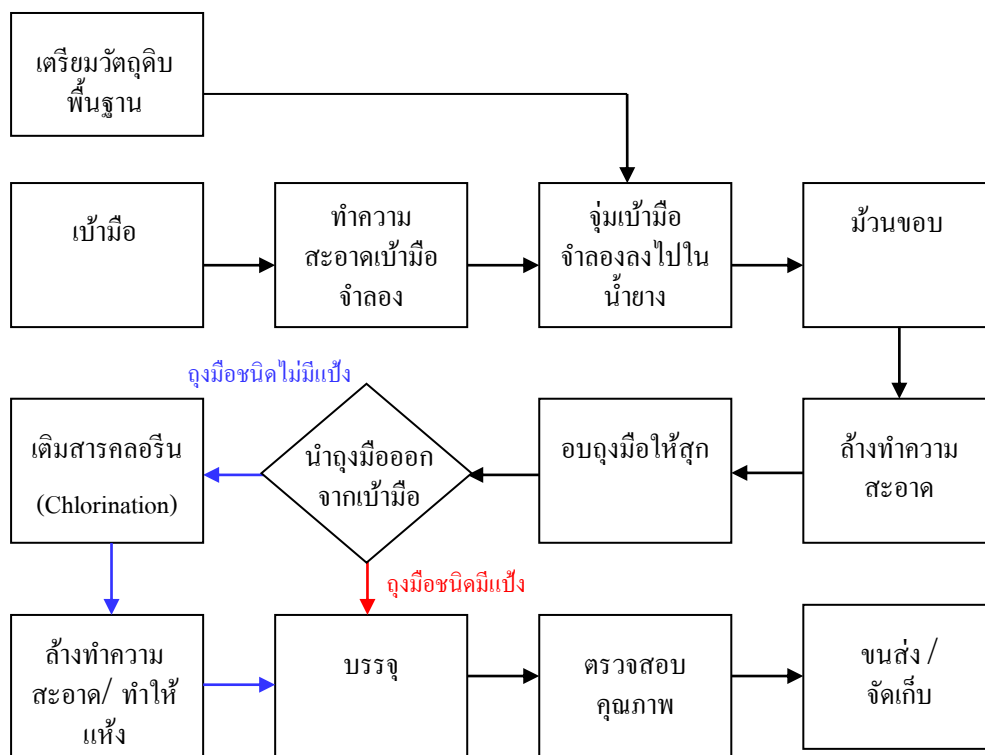 เตรียมวัตถุดิบ
พื้นฐาน
เบ้ามือ
ทำความ
สะอาดเบ้ามือ
จำลอง
จุ่มเบ้ามือ
จำลองลงไปใน
น้ำยาง
ม้วนขอบ
ถุงมือชนิดไม่มีแป้ง
เติมสารคลอรีน
(Chlorination)
นำถุงมือออก
จากเบ้ามือ
อบถุงมือให้สุก
ล้างทำความ
สะอาด
ถุงมือชนิดมีแป้ง
ล้างทำความ
สะอาด/ ทำให้
แห้ง
บรรจุ
ตรวจสอบ
คุณภาพ
ขนส่ง /
จัดเก็บ